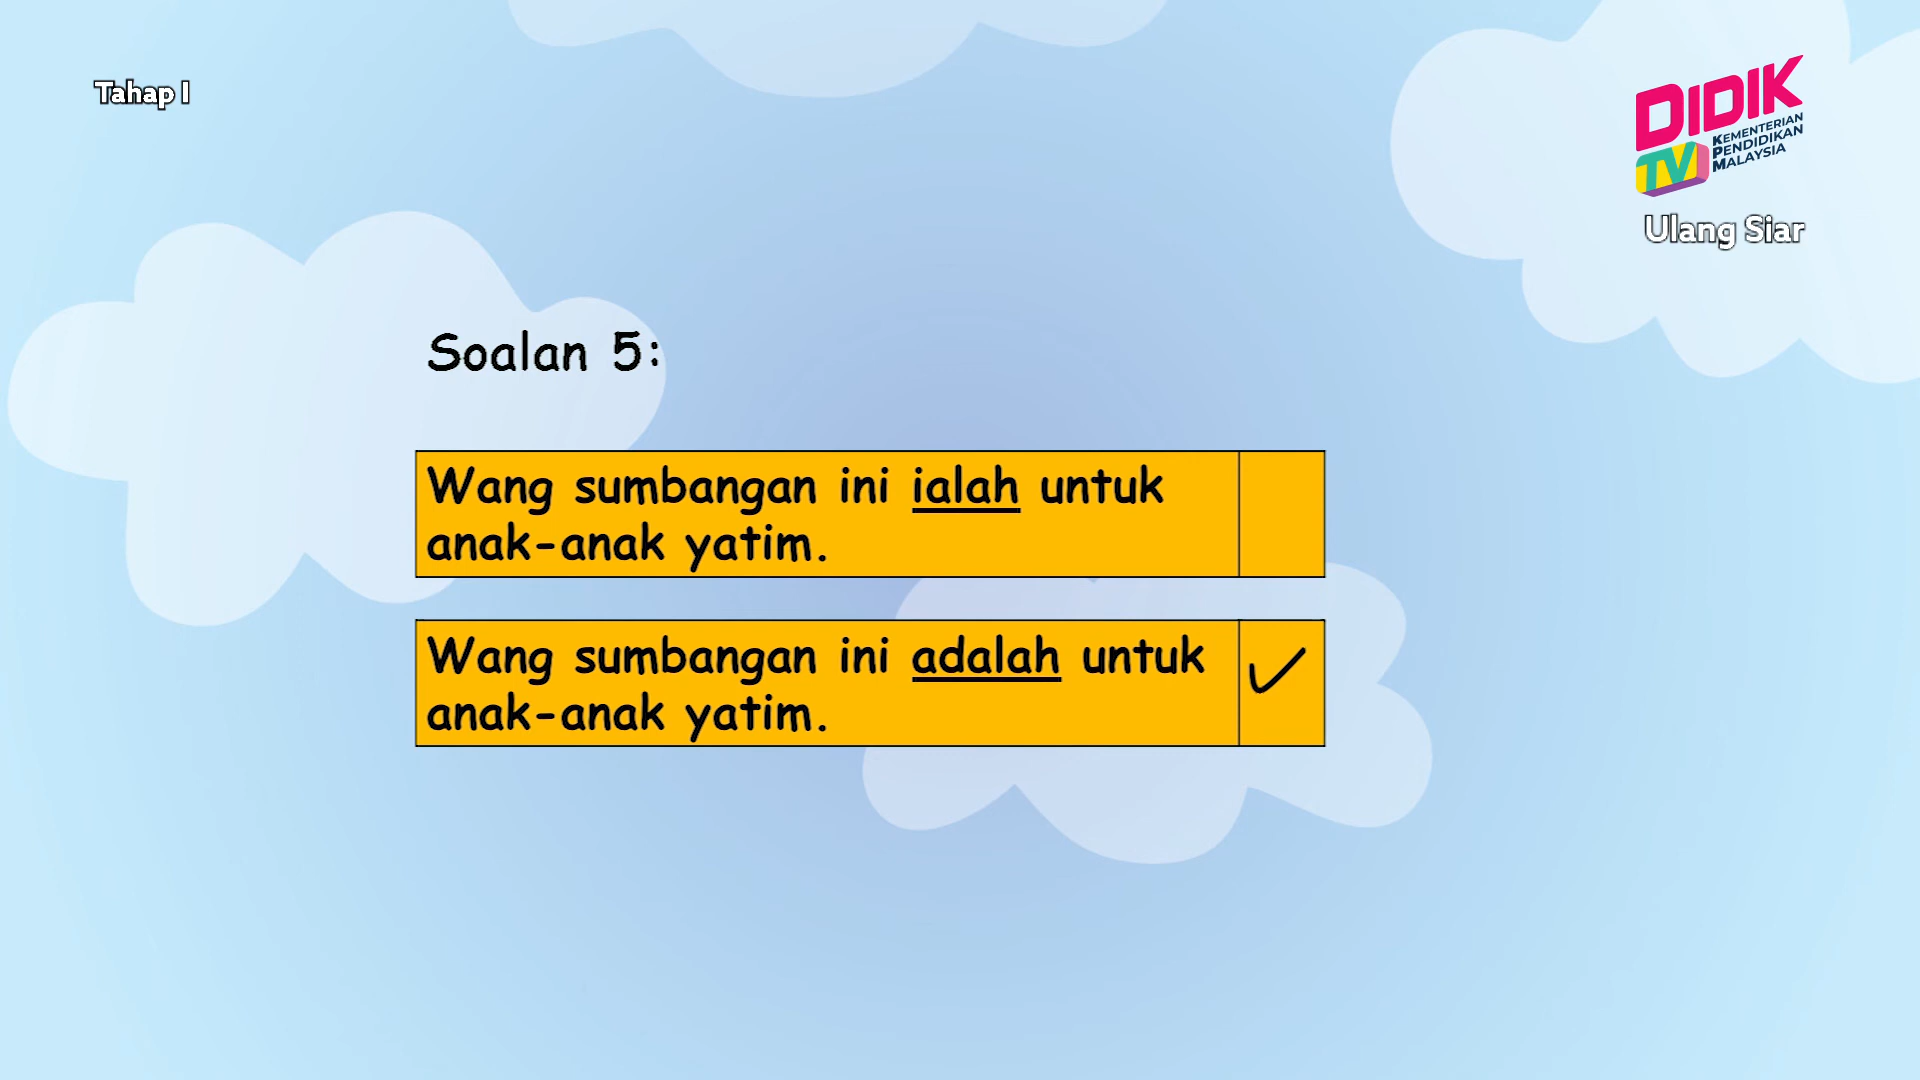 Tahap 1
DIDIK
TV
KEMENTERIAN
PENDIDIKAN
MALAYSIA
Ulang Siar
Soalan 5:
Wang sumbangan ini ialah untuk
anak-anak yatim.
Wang sumbangan ini adalah untuk
anak-anak yatim.